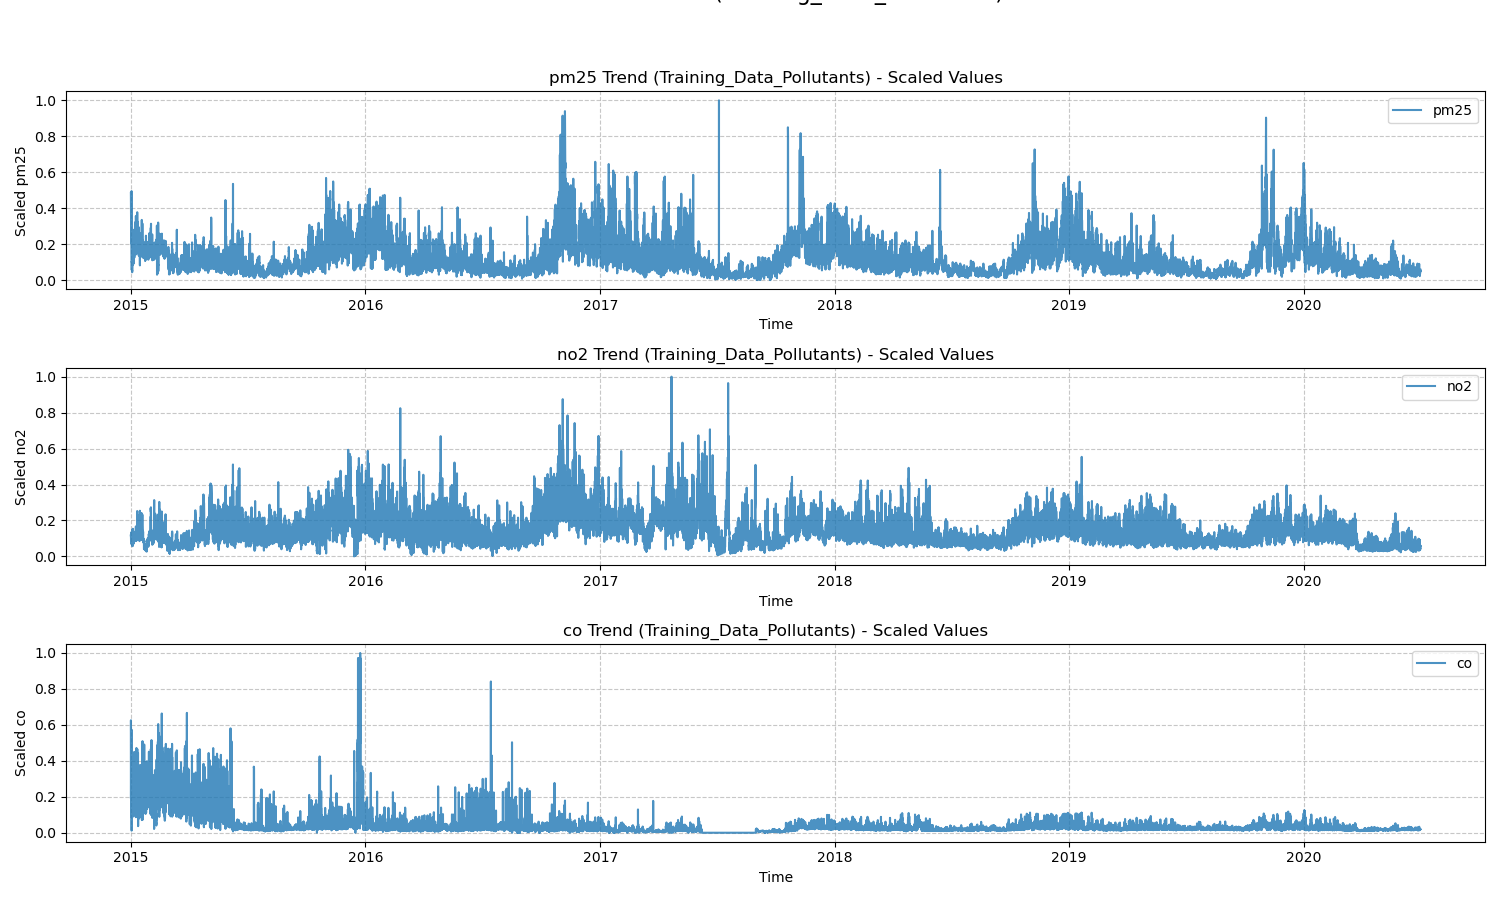 pm25 Trend (Training_Data_Pollutants) - Scaled Values
pm25
Scaled pm25
1.0
0.8
0.6
0.4
0.2
0.0
2015 2016 2017 2018 2019 2020
Time
no2 Trend (Training_Data_Pollutants) - Scaled Values
no2
Scaled no2
1.0
0.8
0.6
0.4
0.2
0.0
2015 2016 2017 2018 2019 2020
Time
co Trend (Training_Data_Pollutants) - Scaled Values
co
Scaled co
1.0
0.8
0.6
0.4
0.2
0.0
2015 2016 2017 2018 2019 2020
Time